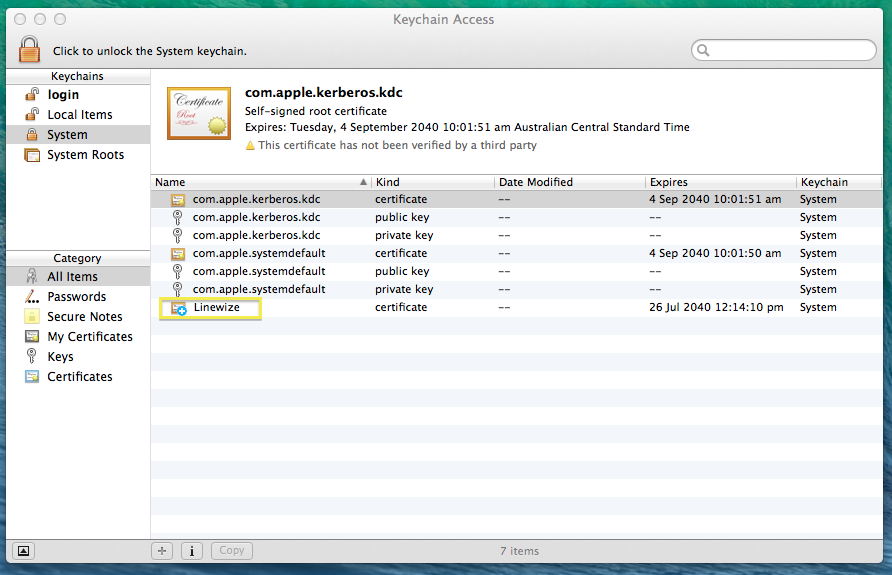 Keychain Access
Click to unlock the System keychain.
Keychains
login
Local Items
System
System Roots
Certificate
Root
com.apple.kerberos.kdc
Self-signed root certificate
Expires: Tuesday, 4 September 2040 10:01:51 am Australian Central Standard Time
This certificate has not been verified by a third party
Name Kind Date Modified Expires Keychain
com.apple.kerberos.kdc certificate -- 4 Sep 2040 10:01:51 am System
com.apple.kerberos.kdc public key -- -- System
com.apple.kerberos.kdc private key -- -- System
com.apple.systemdefault certificate -- 4 Sep 2040 10:01:50 am System
com.apple.systemdefault public key -- -- System
com.apple.systemdefault private key -- -- System
Linewize certificate -- 26 Jul 2040 12:14:10 pm System
Category
All Items
Passwords
Secure Notes
My Certificates
Keys
Certificates
+ i Copy 7 items